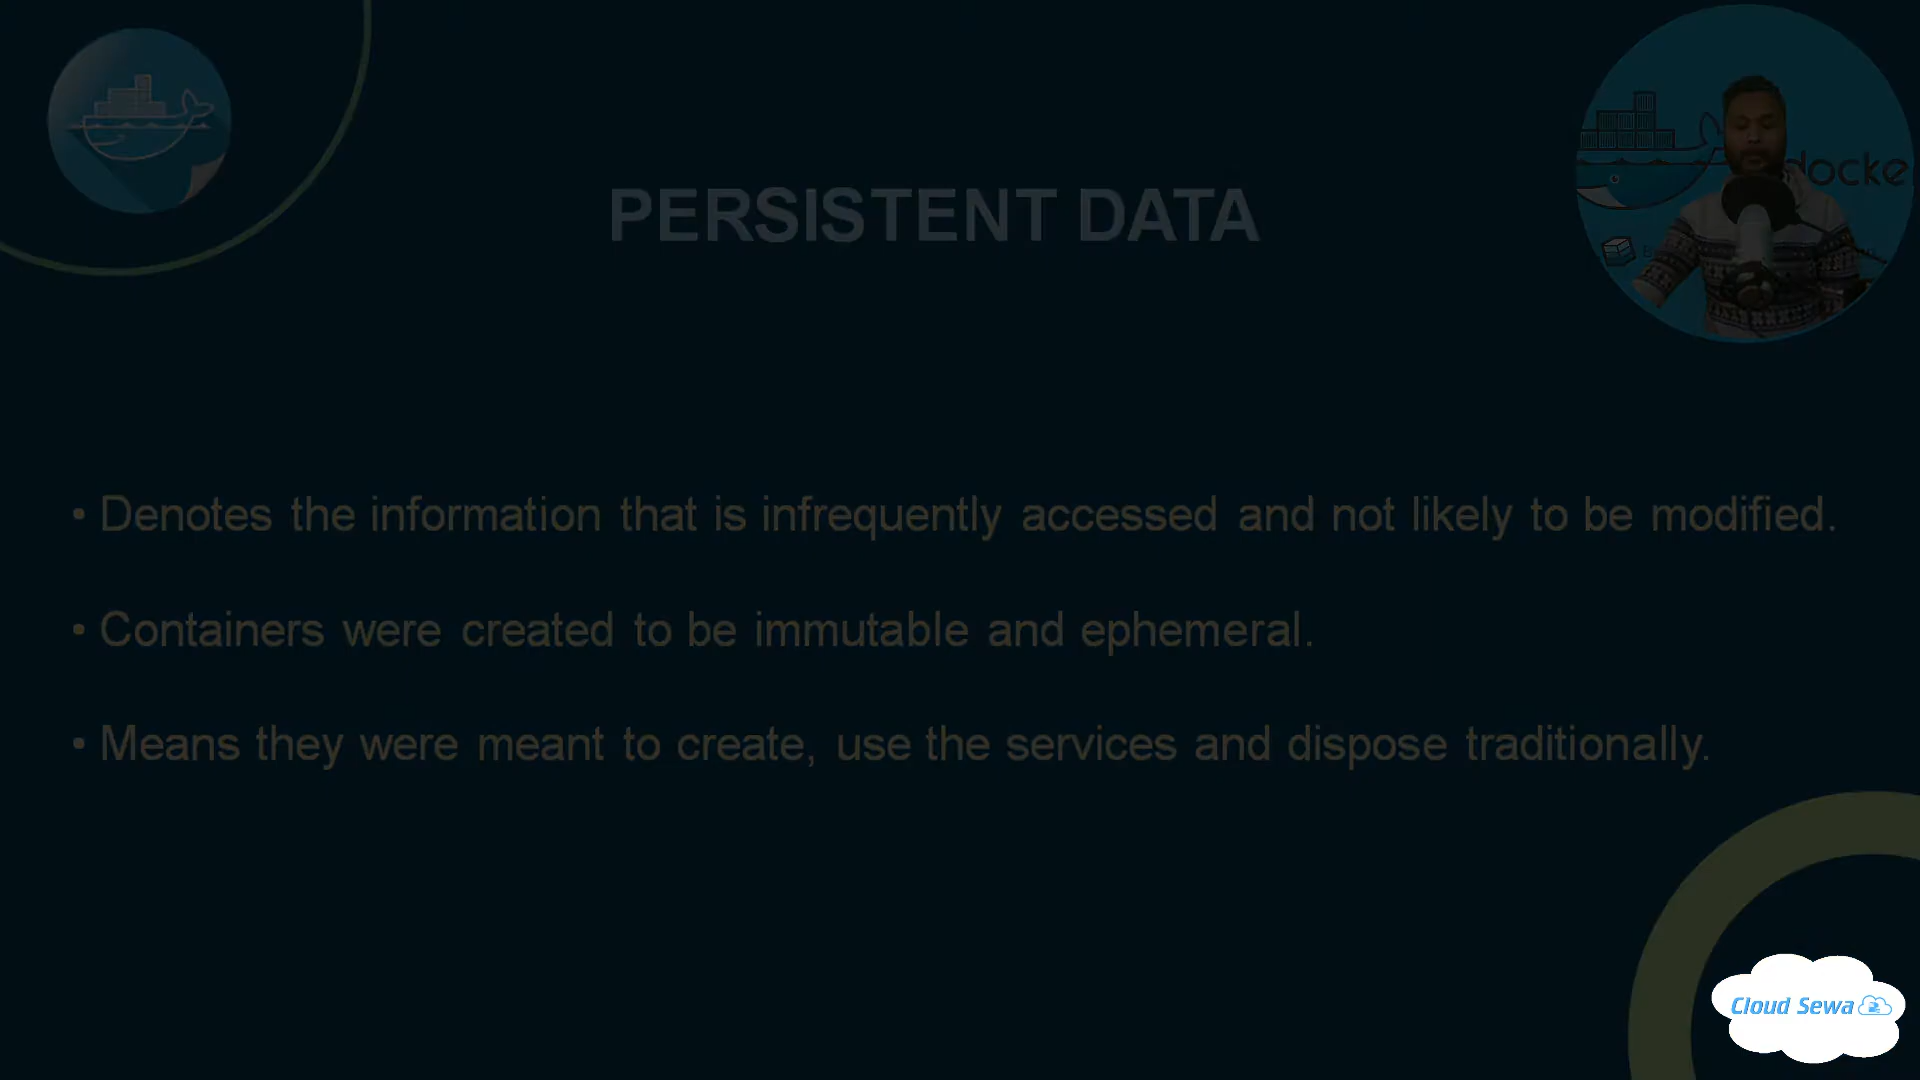 PERSISTENT DATA
docke
• Denotes the information that is infrequently accessed and not likely to be modified.
• Containers were created to be immutable and ephemeral.
• Means they were meant to create, use the services and dispose traditionally.
Cloud Sewa